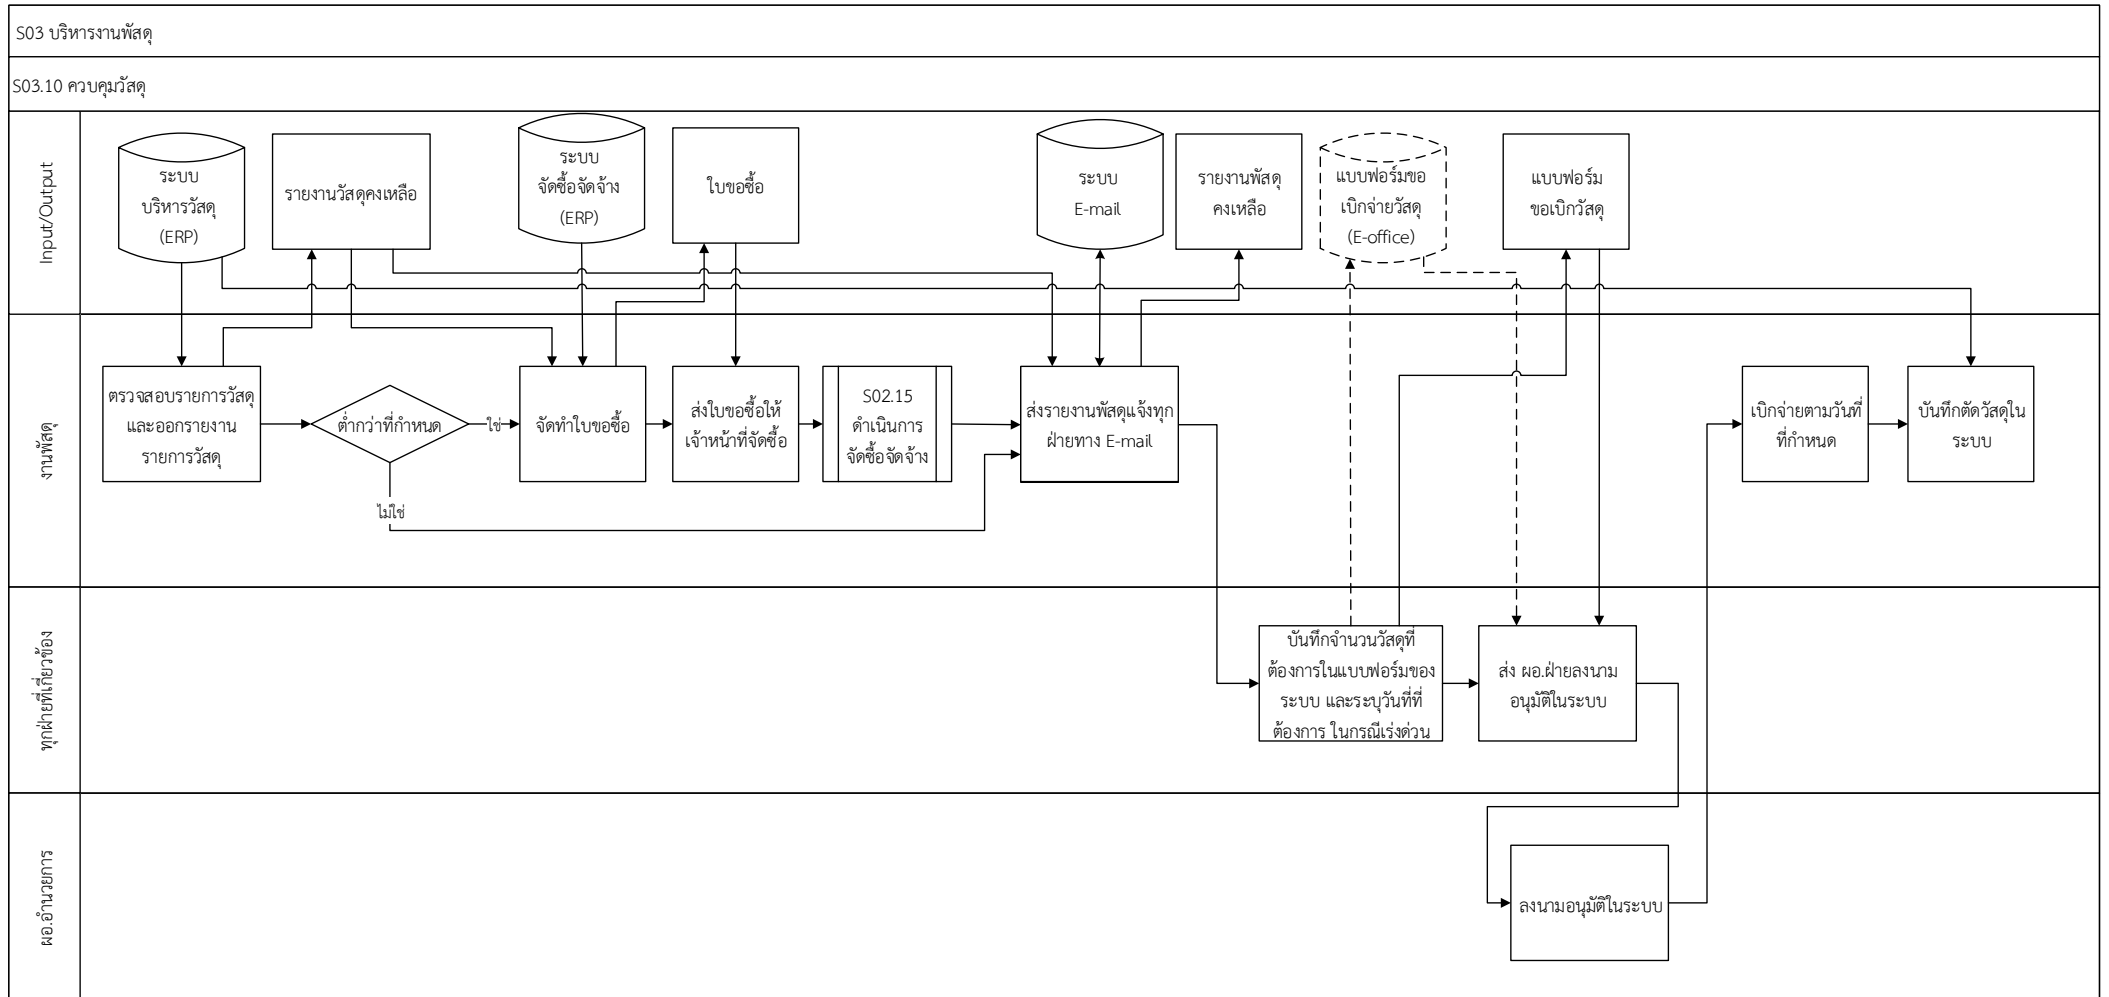 S03 บริหารงานพัสดุ
S03.10 ควบคุมวัสดุ
Input/Output
ระบบ
บริหารวัสดุ
(ERP)
รายงานวัสดุคงเหลือ
ระบบ
จัดซื้อจัดจ้าง
(ERP)
ใบขอซื้อ
ระบบ
E-mail
รายงานพัสดุ
คงเหลือ
แบบฟอร์มขอ
เบิกจ่ายวัสดุ
(E-office)
แบบฟอร์ม
ขอเบิกวัสดุ
งานพัสดุ
ตรวจสอบรายการวัสดุ
และออกรายงาน
รายการวัสดุ
ต่ำกว่าที่กำหนด
ใช่
ไม่ใช่
จัดทำใบขอซื้อ
ส่งใบขอซื้อให้
เจ้าหน้าที่จัดซื้อ
S02.15
ดำเนินการ
จัดซื้อจัดจ้าง
ส่งรายงานพัสดุแจ้งทุก
ฝ่ายทาง E-mail
เบิกจ่ายตามวันที่
ที่กำหนด
บันทึกตัดวัสดุใน
ระบบ
ทุกฝ่ายที่เกี่ยวข้อง
บันทึกจำนวนวัสดุที่
ต้องการในแบบฟอร์มของ
ระบบ และระบุวันที่ที่
ต้องการ ในกรณีเร่งด่วน
ส่ง ผอ.ฝ่ายลงนาม
อนุมัติในระบบ
ผอ.อำนวยการ
ลงนามอนุมัติในระบบ